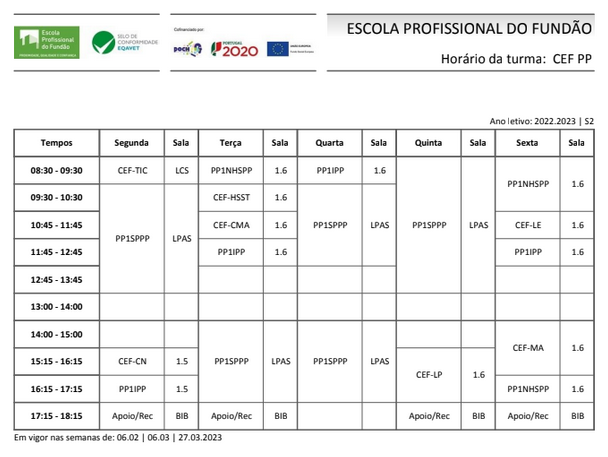 Escola
Profissional
do Fundão
SELO DE
CONFORMIDADE
EQAVET
Cofinanciado por:
POCH
PORTUGAL
2020
ESCOLA PROFISSIONAL DO FUNDÃO
Horário da turma: CEF PP
Ano letivo: 2022.2023 | S2
Tempos Segunda Sala Terça Sala Quarta Sala Quinta Sala Sexta Sala
08:30 - 09:30 CEF-TIC LCS PP1NHSPP 1.6 PP1IPP 1.6
PP1NHSPP 1.6
09:30 - 10:30 CEF-HSST 1.6
10:45 - 11:45 PP1SPPP LPAS CEF-CMA 1.6 PP1SPPP LPAS PP1SPPP LPAS CEF-LE 1.6
11:45 - 12:45 PP1IPP 1.6 PP1IPP 1.6
12:45 - 13:45
13:00 - 14:00
14:00 - 15:00
CEF-MA 1.6
15:15 - 16:15 CEF-CN 1.5 PP1SPPP LPAS PP1SPPP LPAS
CEF-LP 1.6
16:15 - 17:15 PP1IPP 1.5 PP1NHSPP 1.6
17:15 - 18:15 Apoio/Rec BIB Apoio/Rec BIB Apoio/Rec BIB Apoio/Rec BIB
Em vigor nas semanas de: 06.02 | 06.03 | 27.03.2023